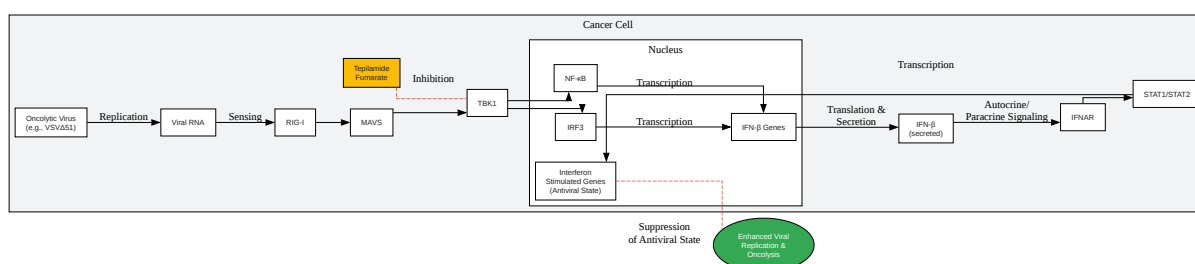 Cancer Cell
Nucleus
Transcription
Tepilamide
Fumarate
Inhibition
NF-κB
Transcription
TBK1
STAT1/STAT2
Oncolytic Virus
(e.g., VSVΔ51)
Replication
Viral RNA
Sensing
RIG-I
MAVS
IRF3
Transcription
IFN-β Genes
Translation &
Secretion
IFN-β
(secreted)
Autocrine/
Paracrine Signaling
IFNAR
Interferon
Stimulated Genes
(Antiviral State)
Suppression
of Antiviral State
Enhanced Viral
Replication &
Oncolysis